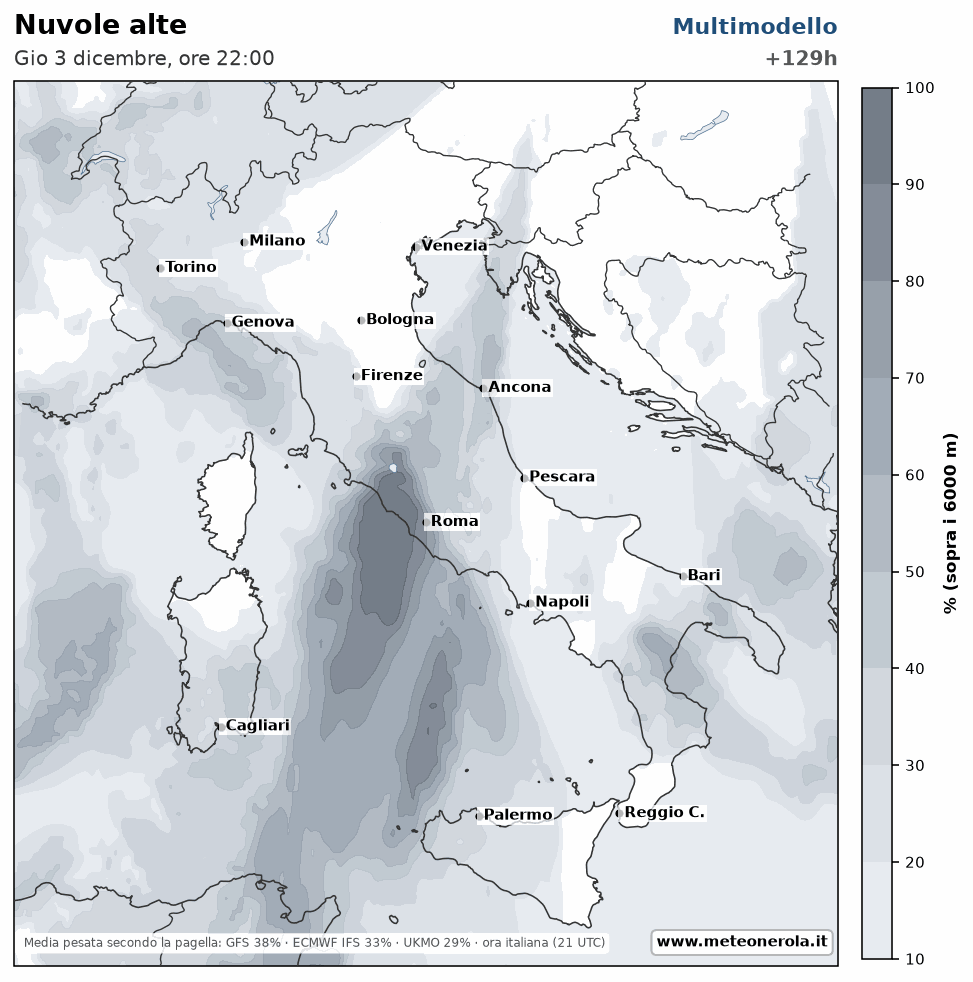 Nuvole alte
Multimodello
Gio 3 dicembre, ore 22:00
+129h
Milano
Venezia
Torino
Genova
Bologna
Firenze
Ancona
Pescara
Roma
Bari
Napoli
Cagliari
Palermo
Reggio C.
Media pesata secondo la pagella: GFS 38% · ECMWF IFS 33% · UKMO 29% · ora italiana (21 UTC)
www.meteonerola.it
100
90
80
70
60
50
40
30
20
10
% (sopra i 6000 m)